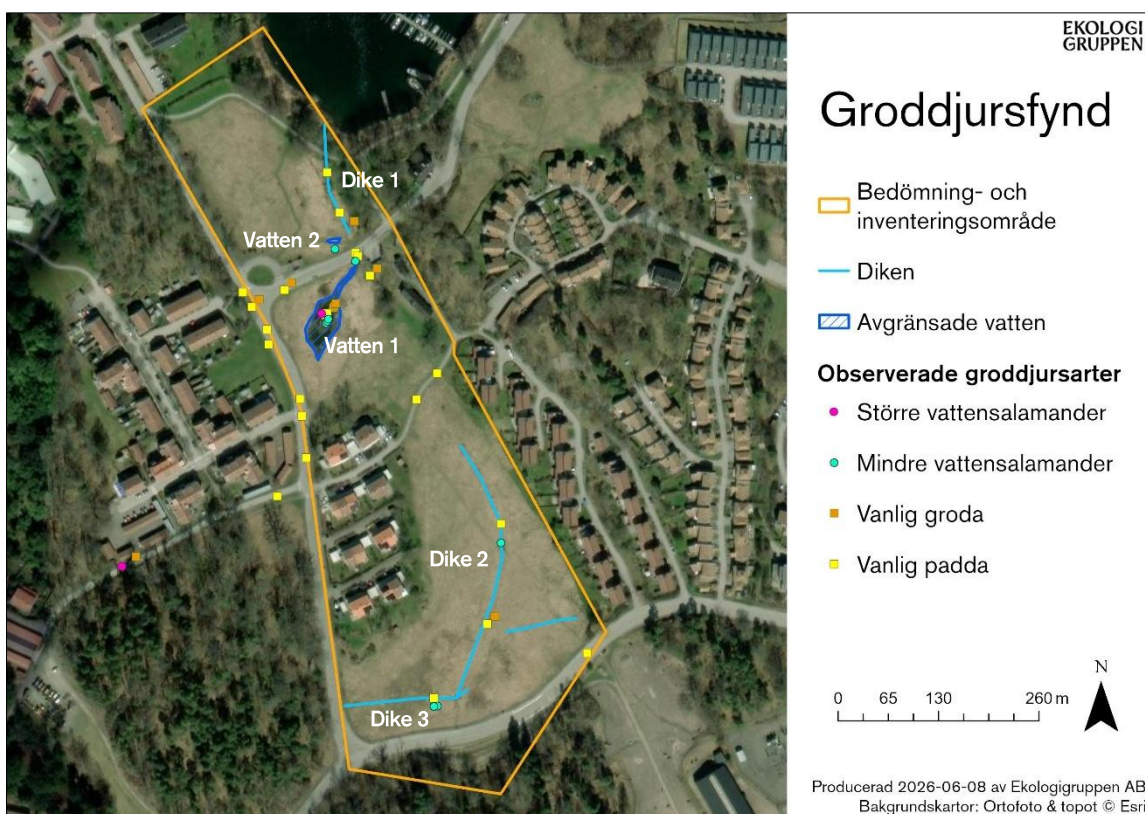 EKOLOGI
GRUPPEN
Groddjursfynd
Bedömning- och
inventeringsområde
Diken
Avgränsade vatten
Observerade groddjursarter
Större vattensalamander
Mindre vattensalamander
Vanlig groda
Vanlig padda
Dike 1
Vatten 2
Vatten 1
Dike 2
Dike 3
N
0 65 130 260 m
Producerad 2026-06-08 av Ekologigruppen AB
Bakgrundskartor: Ortofoto & topot © Esri